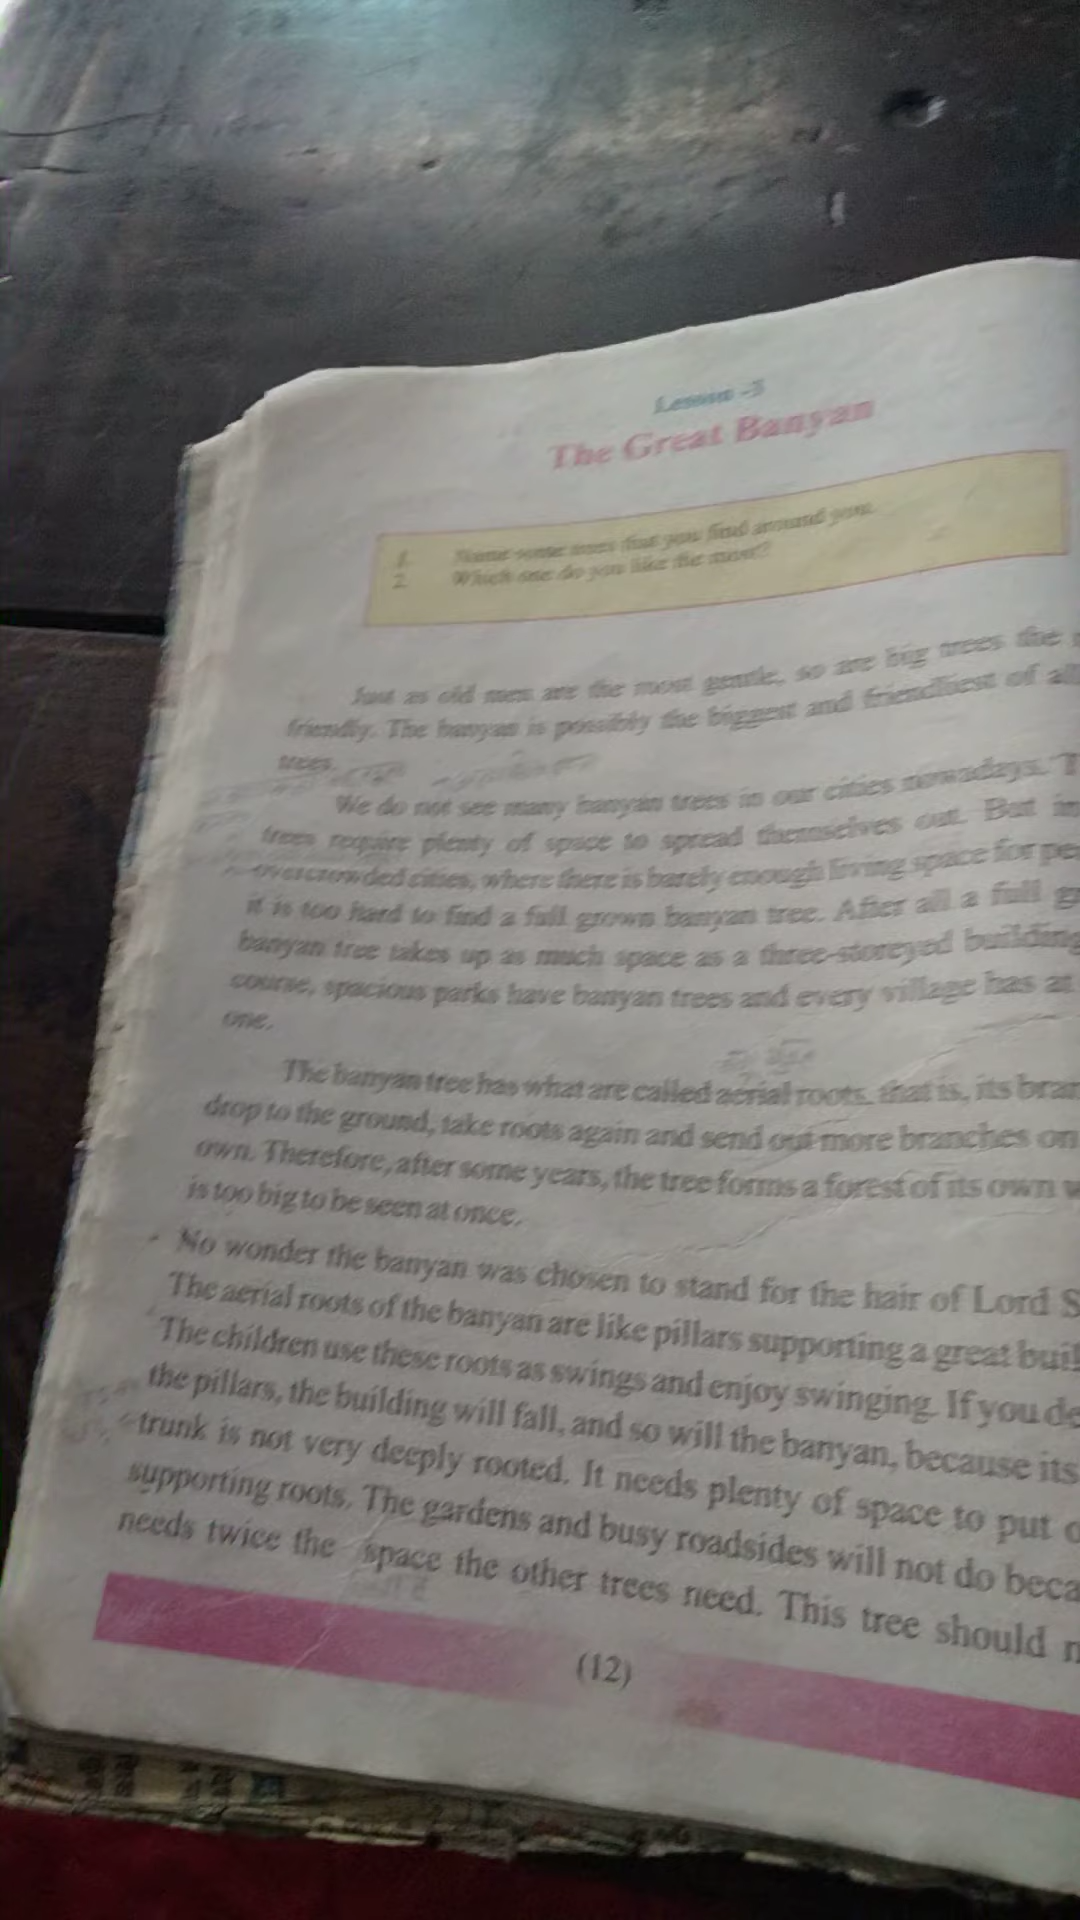 Lesson -3
The Great Banyan
1. Name some trees that you find around you.
2. Which one do you like the most?
Just as old men are the most gentle, so are big trees the
friendly. The banyan is possibly the biggest and friendliest of all
trees.
We do not see many banyan trees in our cities nowadays. T
trees require plenty of space to spread themselves out. But in
overcrowded cities, where there is barely enough living space for pe
it is too hard to find a full grown banyan tree. After all a full g
banyan tree takes up as much space as a three-storeyed building
course, spacious parks have banyan trees and every village has at
one.
The banyan tree has what are called aerial roots, that is, its bran
drop to the ground, take roots again and send out more branches on
own. Therefore, after some years, the tree forms a forest of its own w
is too big to be seen at once.
No wonder the banyan was chosen to stand for the hair of Lord S
The aerial roots of the banyan are like pillars supporting a great buil
The children use these roots as swings and enjoy swinging. If you de
the pillars, the building will fall, and so will the banyan, because its
trunk is not very deeply rooted. It needs plenty of space to put o
supporting roots. The gardens and busy roadsides will not do beca
needs twice the space the other trees need. This tree should n
(12)